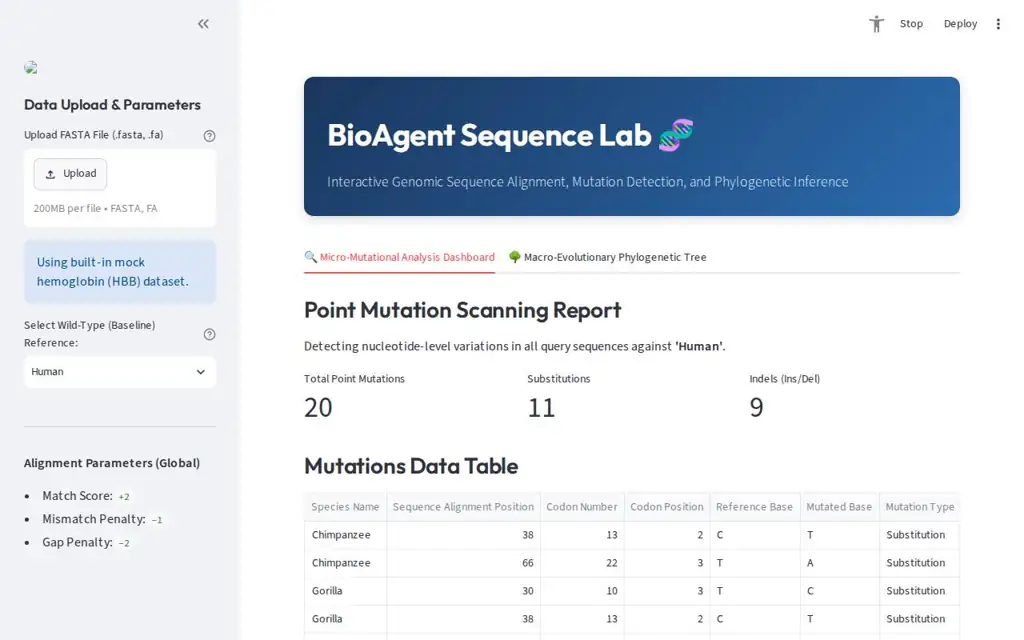 Stop
Deploy
Data Upload & Parameters
Upload FASTA File (.fasta, .fa)
Upload
200MB per file • FASTA, FA
Using built-in mock
hemoglobin (HBB) dataset.
Select Wild-Type (Baseline)
Reference:
Human
Alignment Parameters (Global)
• Match Score: +2
• Mismatch Penalty: -1
• Gap Penalty: -2
BioAgent Sequence Lab 🧬
Interactive Genomic Sequence Alignment, Mutation Detection, and Phylogenetic Inference
🔍 Micro-Mutational Analysis Dashboard 🌳 Macro-Evolutionary Phylogenetic Tree
Point Mutation Scanning Report
Detecting nucleotide-level variations in all query sequences against 'Human'.
Total Point Mutations Substitutions Indels (Ins/Del)
20 11 9
Mutations Data Table
Species Name Sequence Alignment Position Codon Number Codon Position Reference Base Mutated Base Mutation Type
Chimpanzee 38 13 2 C T Substitution
Chimpanzee 66 22 3 T A Substitution
Gorilla 30 10 3 T C Substitution
Gorilla 38 13 2 C T Substitution